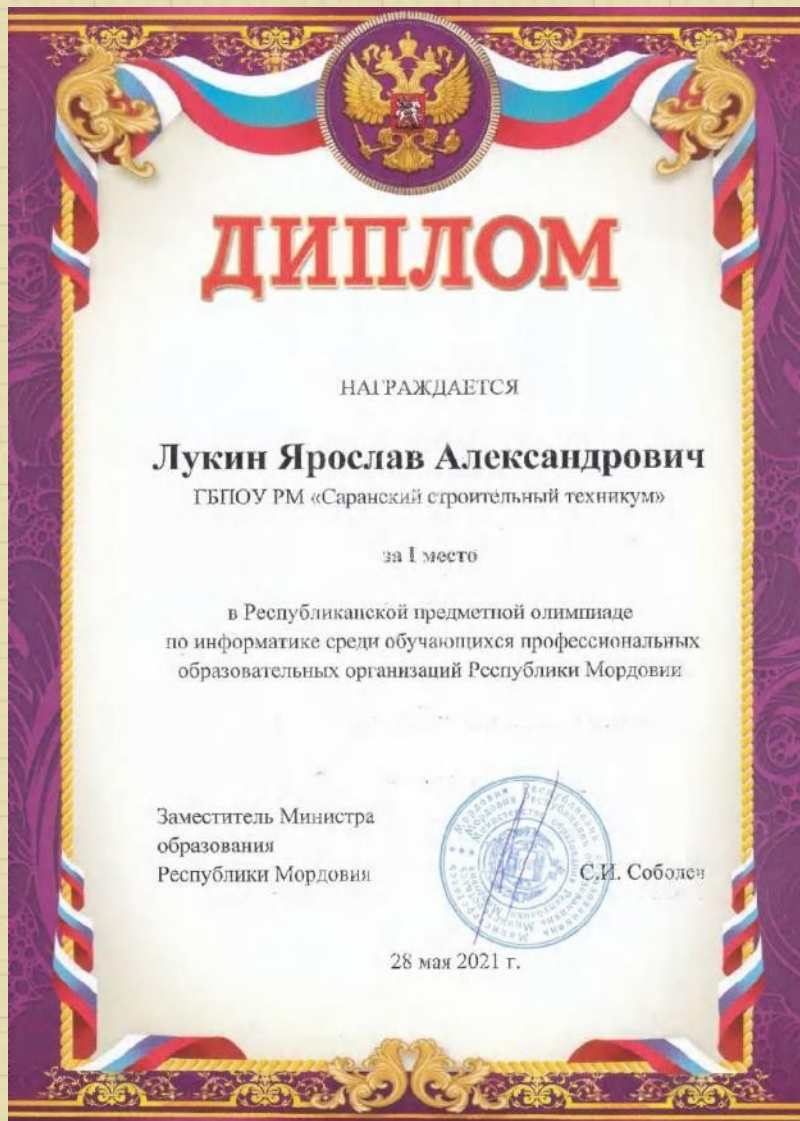 ДИПЛОМ
НАГРАЖДАЕТСЯ
Лукин Ярослав Александрович
ГБПОУ РМ «Саранский строительный техникум»
за I место
в Республиканской предметной олимпиаде
по информатике среди обучающихся профессиональных
образовательных организаций Республики Мордовии
Заместитель Министра
образования
Республики Мордовия
С.И. Соболев
28 мая 2021 г.